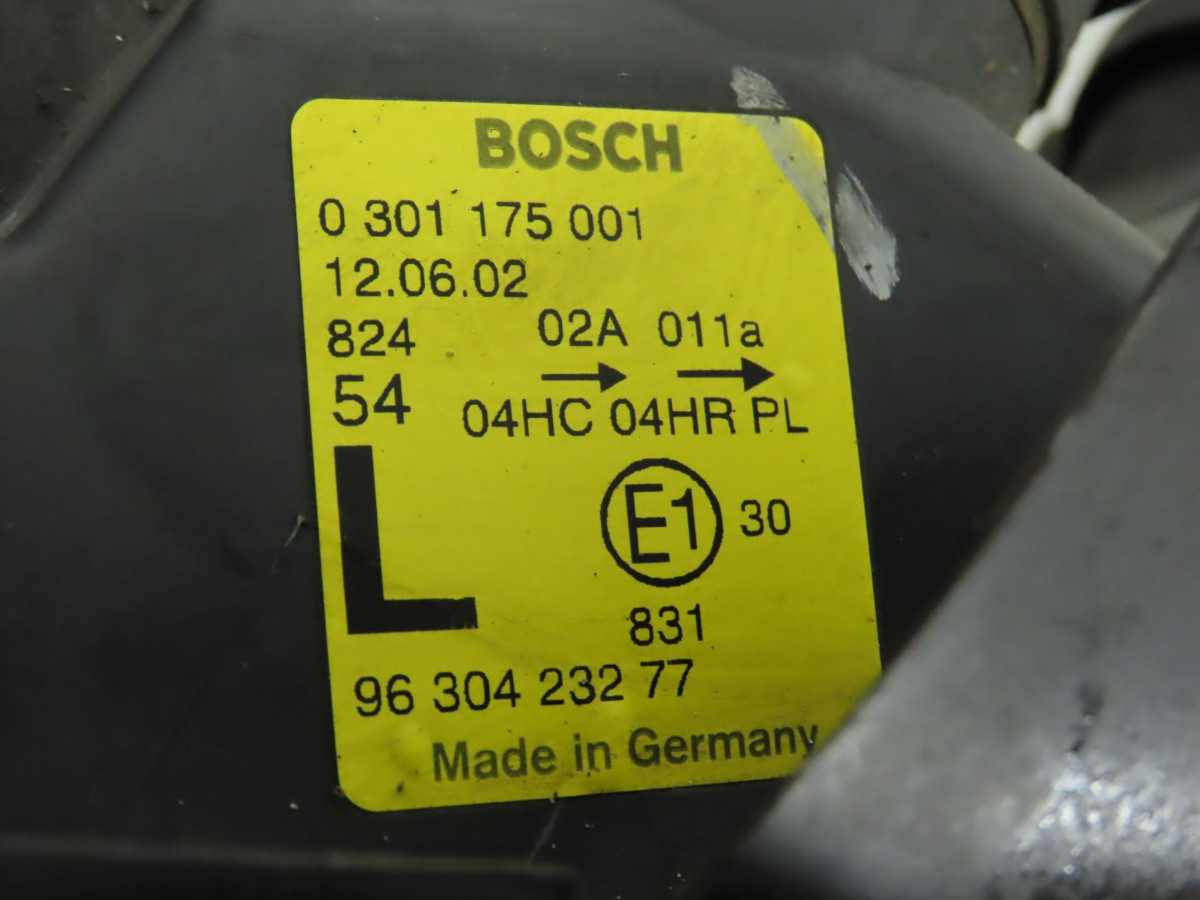 BOSCH
0 301 175 001
12.06.02
824 02A 011a
54 → →
04HC 04HR PL
L E1 30
831
96 304 232 77
Made in Germany